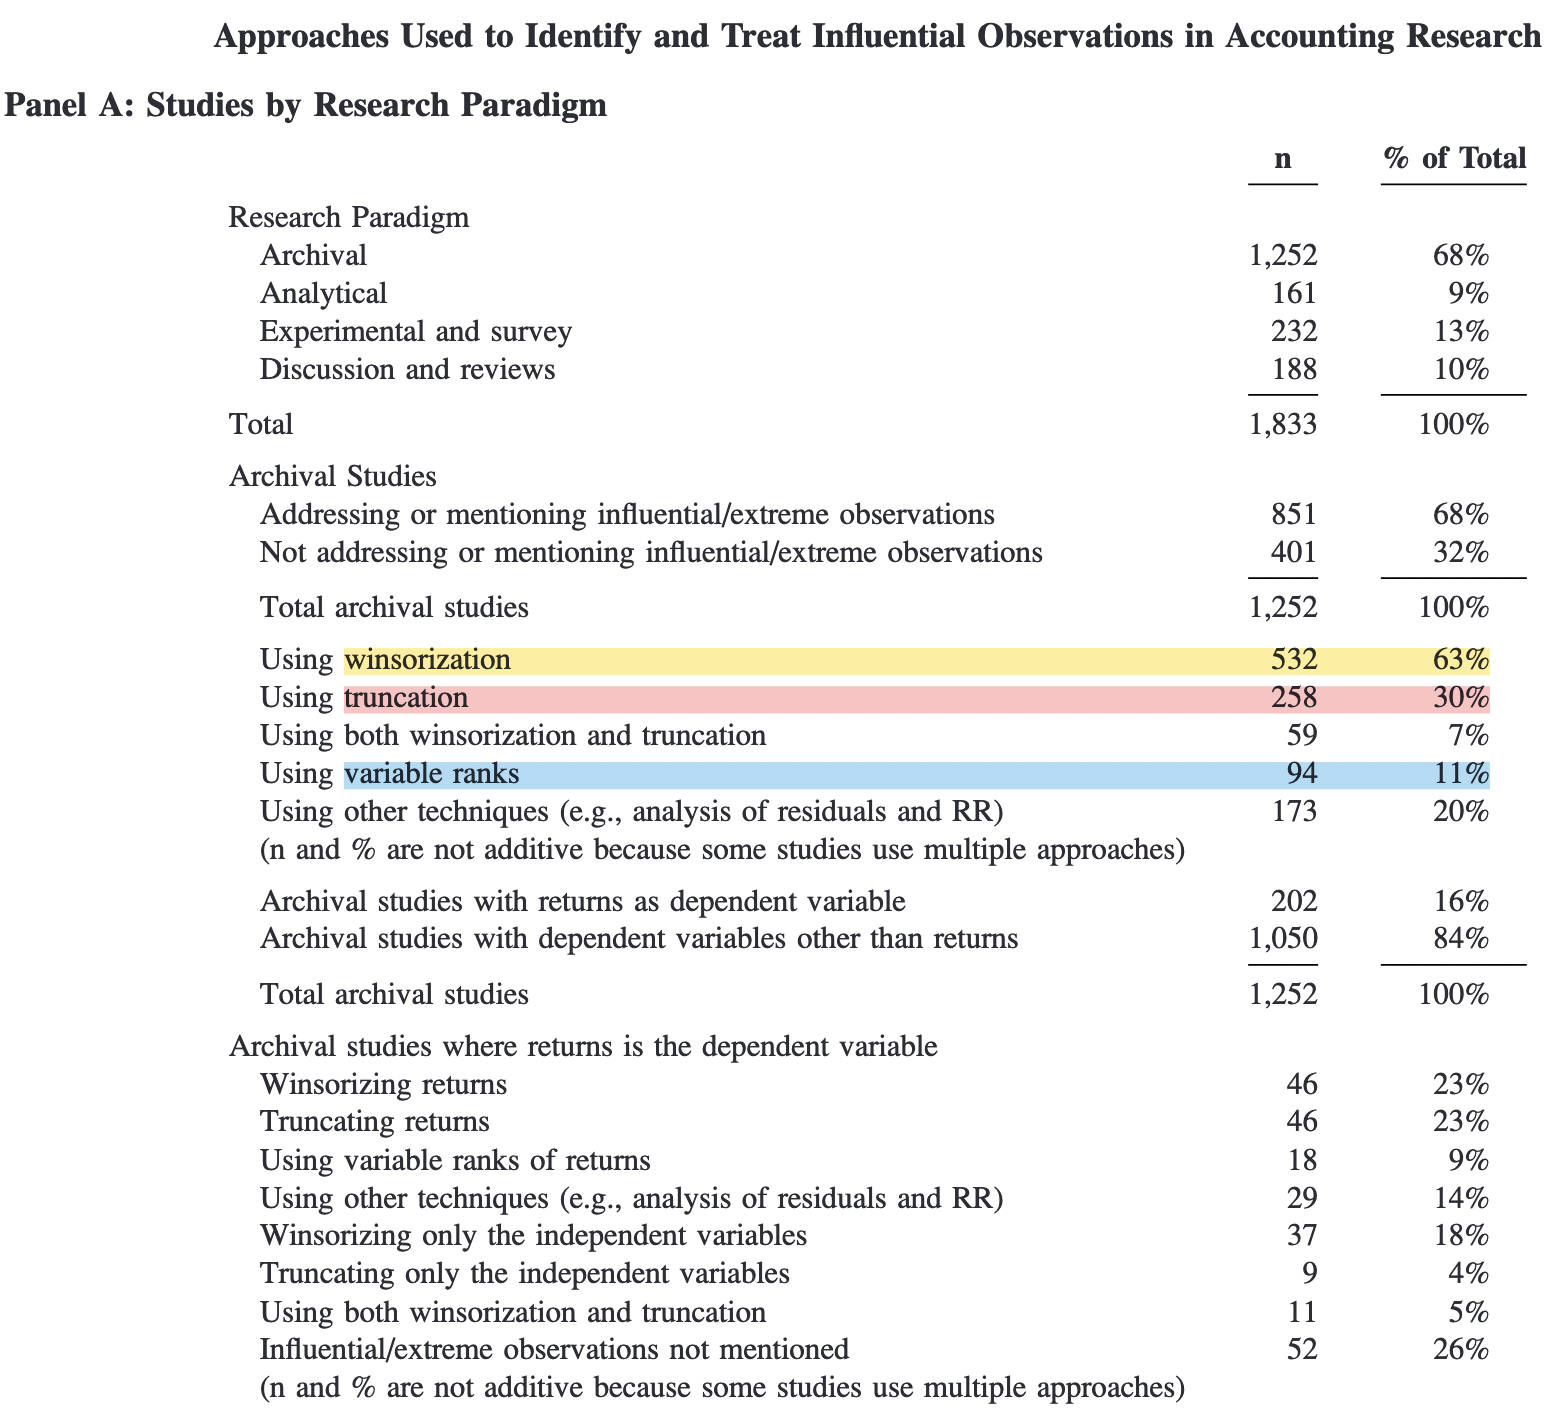 Approaches Used to Identify and Treat Influential Observations in Accounting Research
Panel A: Studies by Research Paradigm
n % of Total
Research Paradigm
Archival 1,252 68%
Analytical 161 9%
Experimental and survey 232 13%
Discussion and reviews 188 10%
Total 1,833 100%
Archival Studies
Addressing or mentioning influential/extreme observations 851 68%
Not addressing or mentioning influential/extreme observations 401 32%
Total archival studies 1,252 100%
Using winsorization 532 63%
Using truncation 258 30%
Using both winsorization and truncation 59 7%
Using variable ranks 94 11%
Using other techniques (e.g., analysis of residuals and RR) 173 20%
(n and % are not additive because some studies use multiple approaches)
Archival studies with returns as dependent variable 202 16%
Archival studies with dependent variables other than returns 1,050 84%
Total archival studies 1,252 100%
Archival studies where returns is the dependent variable
Winsorizing returns 46 23%
Truncating returns 46 23%
Using variable ranks of returns 18 9%
Using other techniques (e.g., analysis of residuals and RR) 29 14%
Winsorizing only the independent variables 37 18%
Truncating only the independent variables 9 4%
Using both winsorization and truncation 11 5%
Influential/extreme observations not mentioned 52 26%
(n and % are not additive because some studies use multiple approaches)